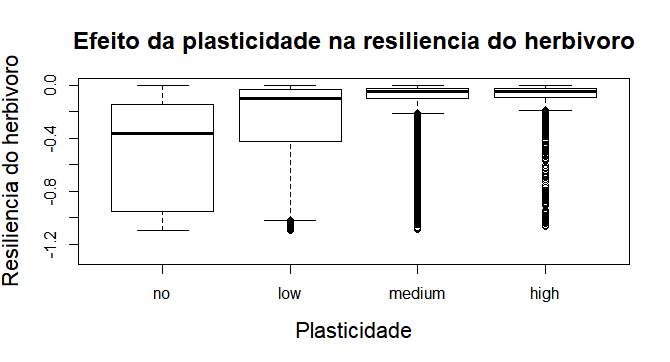 Efeito da plasticidade na resiliencia do herbivoro
Resiliencia do herbivoro
0.0
-0.4
-0.8
-1.2
no low medium high
Plasticidade